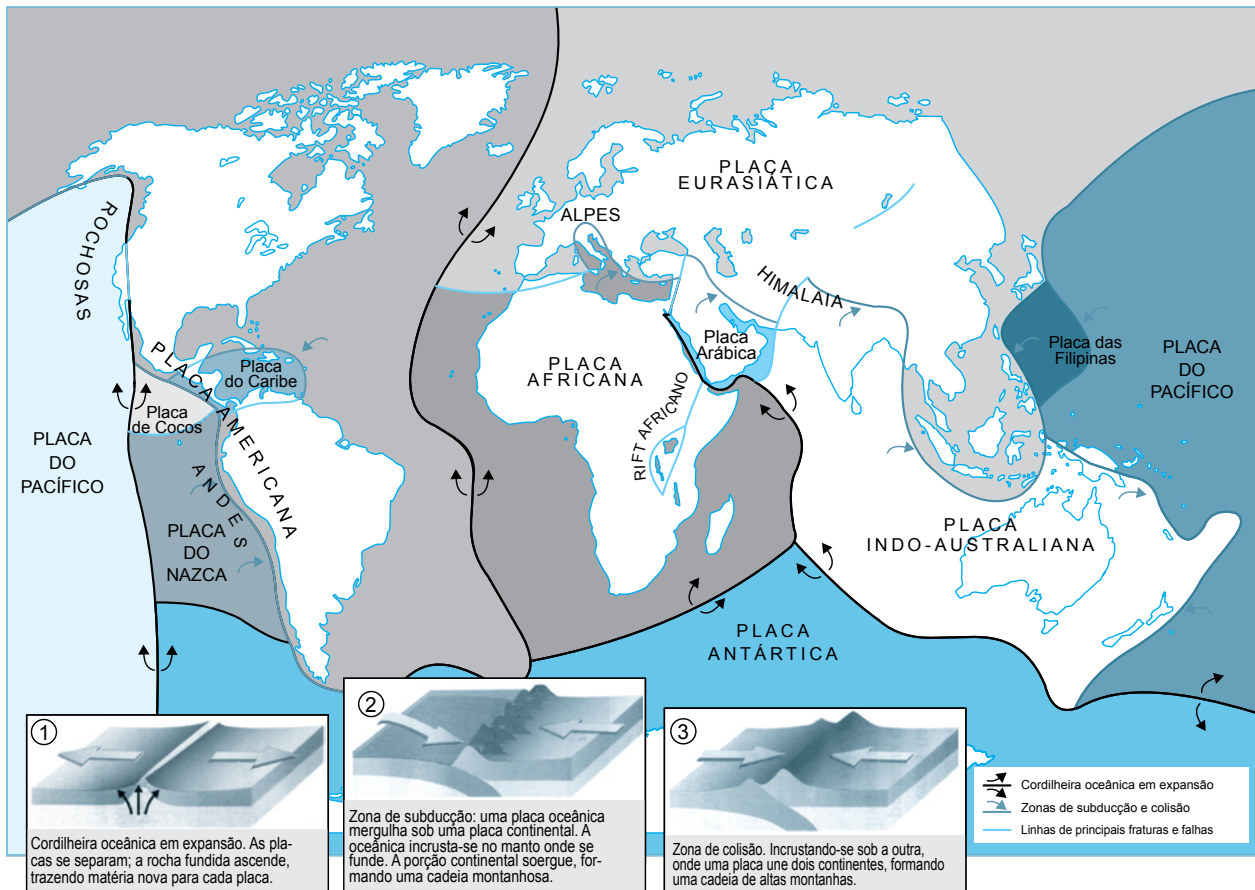 PLACA
EURASIÁTICA
ALPES
ROCHOSAS
HIMALAIA
Placa
Arábica
Placa das
Filipinas
PLACA
DO
PACÍFICO
Placa
do Caribe
PLACA
AFRICANA
PLACA AMERICANA
Placa
de Cocos
RIFT AFRICANO
PLACA
DO
PACÍFICO
ANDES
PLACA
DO
NAZCA
PLACA
INDO-AUSTRALIANA
PLACA
ANTÁRTICA
1
Cordilheira oceânica em expansão. As pla-
cas se separam; a rocha fundida ascende,
trazendo matéria nova para cada placa.
2
Zona de subducção: uma placa oceânica
mergulha sob uma placa continental. A
oceânica incrusta-se no manto onde se
funde. A porção continental soergue, for-
mando uma cadeia montanhosa.
3
Zona de colisão. Incrustando-se sob a outra,
onde uma placa une dois continentes, formando
uma cadeia de altas montanhas.
Cordilheira oceânica em expansão
Zonas de subducção e colisão
Linhas de principais fraturas e falhas